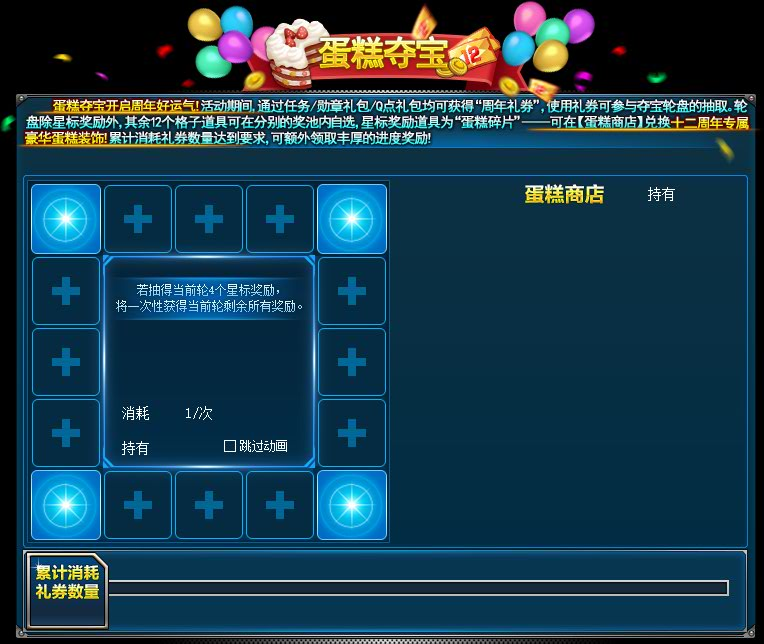 蛋糕夺宝
12
蛋糕夺宝开启周年好运气!活动期间,通过任务/勋章礼包/Q点礼包均可获得“周年礼券”,使用礼券可参与夺宝轮盘的抽取。轮
盘除星标奖励外,其余12个格子道具可在分别的奖池内自选,星标奖励道具为“蛋糕碎片”——可在【蛋糕商店】兑换十二周年专属
豪华蛋糕装饰!累计消耗礼券数量达到要求,可额外领取丰厚的进度奖励!
蛋糕商店 持有
若抽得当前轮4个星标奖励,
将一次性获得当前轮剩余所有奖励。
消耗 1/次
持有 跳过动画
累计消耗
礼券数量